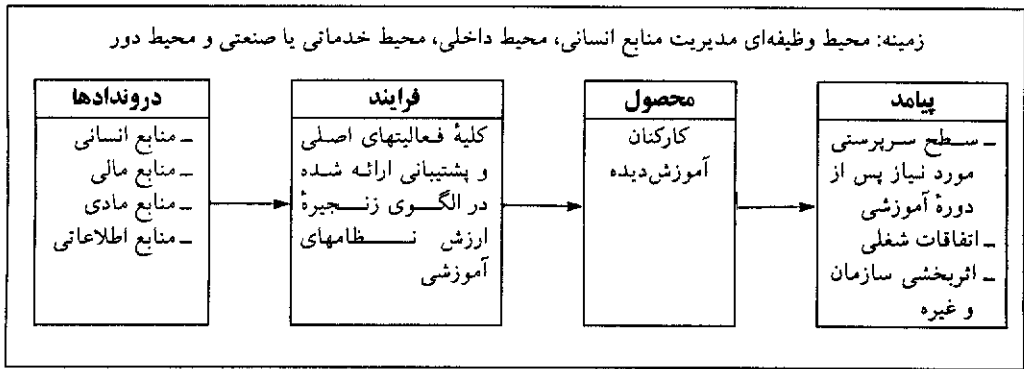 زمینه: محیط وظیفه‌ای مدیریت منابع انسانی، محیط داخلی، محیط خدماتی یا صنعتی و محیط دور
دروندادها
ـ منابع انسانی
ـ منابع مالی
ـ منابع مادی
ـ منابع اطلاعاتی
فرایند
کلیهٔ فعالیتهای اصلی
و پشتیبانی ارائه شده
در الگوی زنجیرهٔ
ارزش نظامهای
آموزشی
محصول
کارکنان
آموزش‌دیده
پیامد
ـ سطح سرپرستی
مورد نیاز پس از
دورهٔ آموزشی
ـ اتفاقات شغلی
ـ اثربخشی سازمان
و غیره